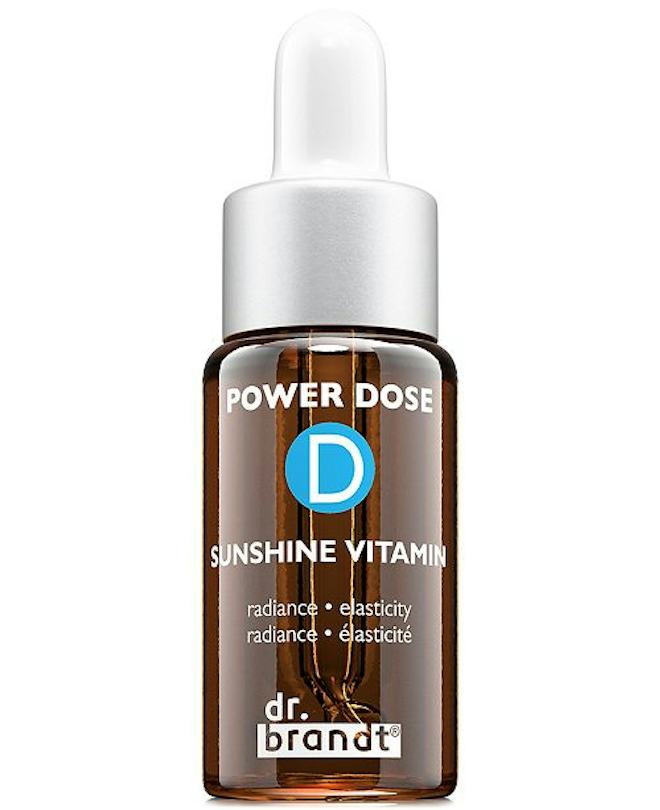 POWER DOSE
D
SUNSHINE VITAMIN
radiance • elasticity
radiance • élasticité
dr.
brandt®